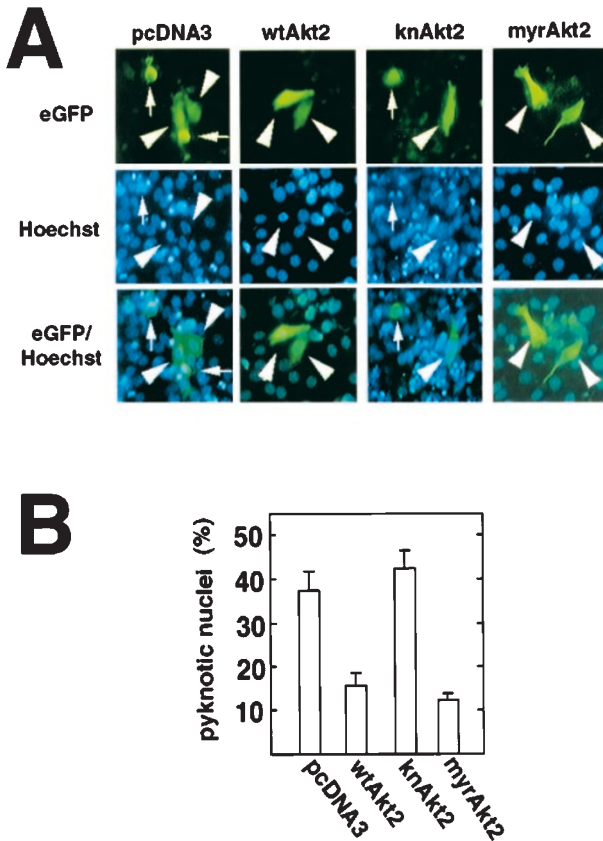 A
pcDNA3 wtAkt2 knAkt2 myrAkt2
eGFP
Hoechst
eGFP/
Hoechst
B
pyknotic nuclei (%)
50
40
30
20
10
pcDNA3
wtAkt2
knAkt2
myrAkt2